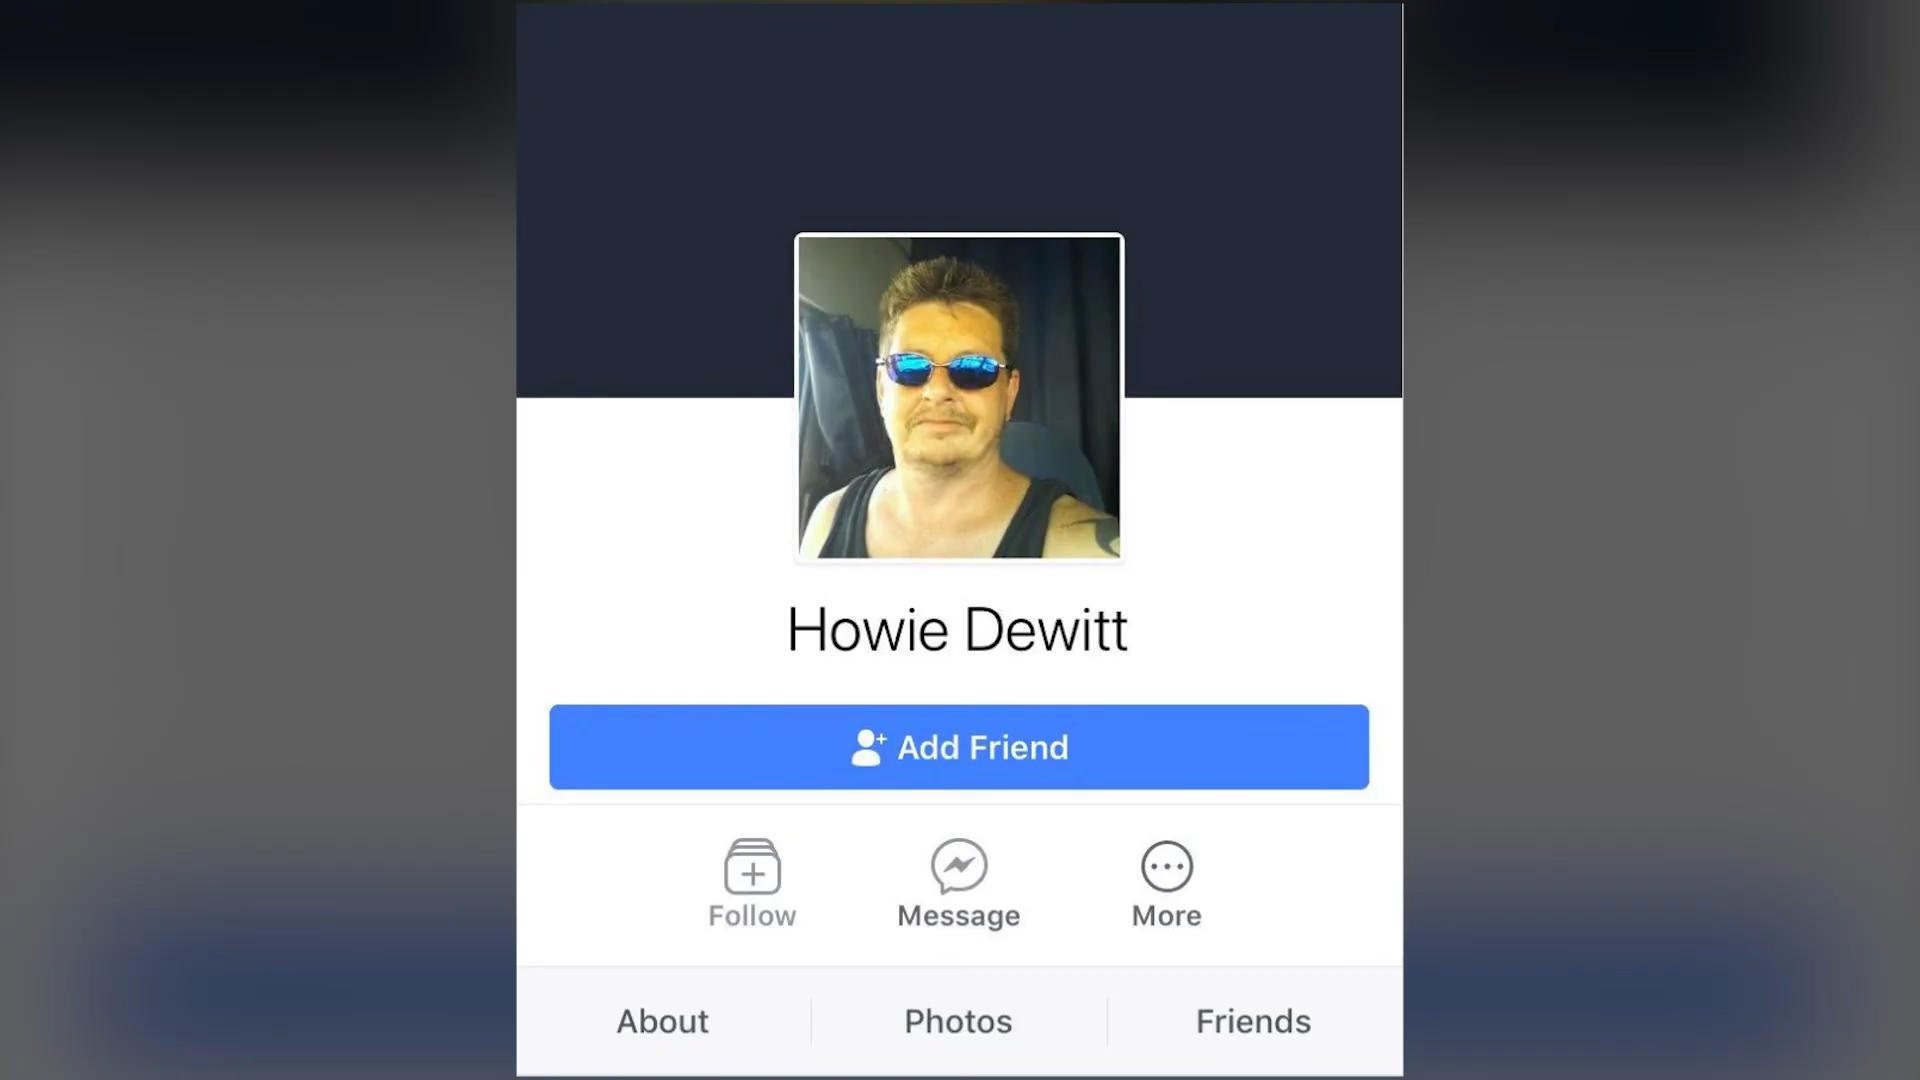 Howie Dewitt
Add Friend
Follow
Message
More
About
Photos
Friends